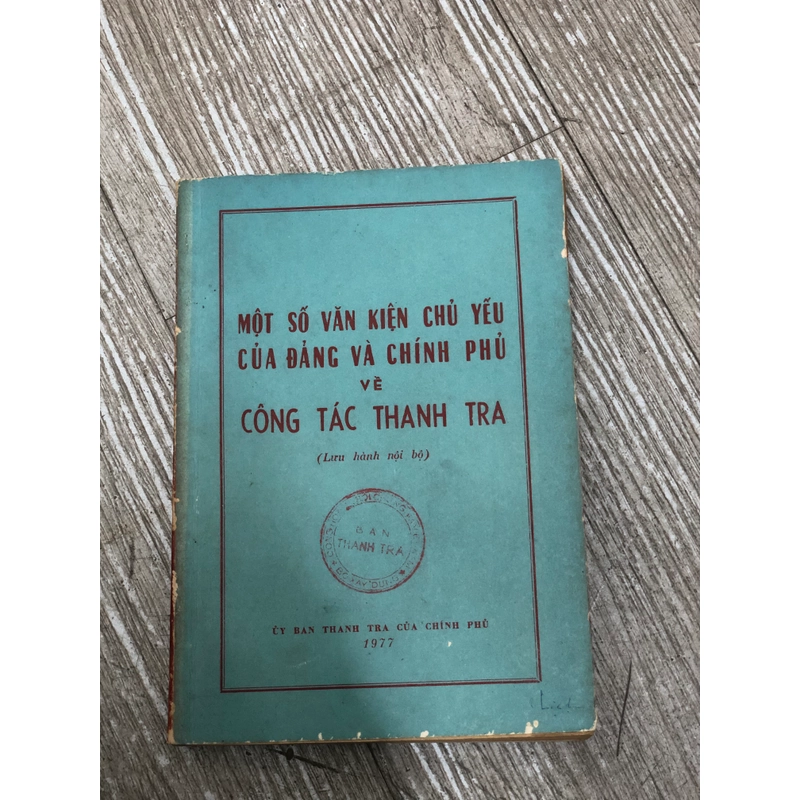 MỘT SỐ VĂN KIỆN CHỦ YẾU
CỦA ĐẢNG VÀ CHÍNH PHỦ
VỀ
CÔNG TÁC THANH TRA
(Lưu hành nội bộ)
BAN
THANH TRA
ỦY BAN THANH TRA CỦA CHÍNH PHỦ
1977